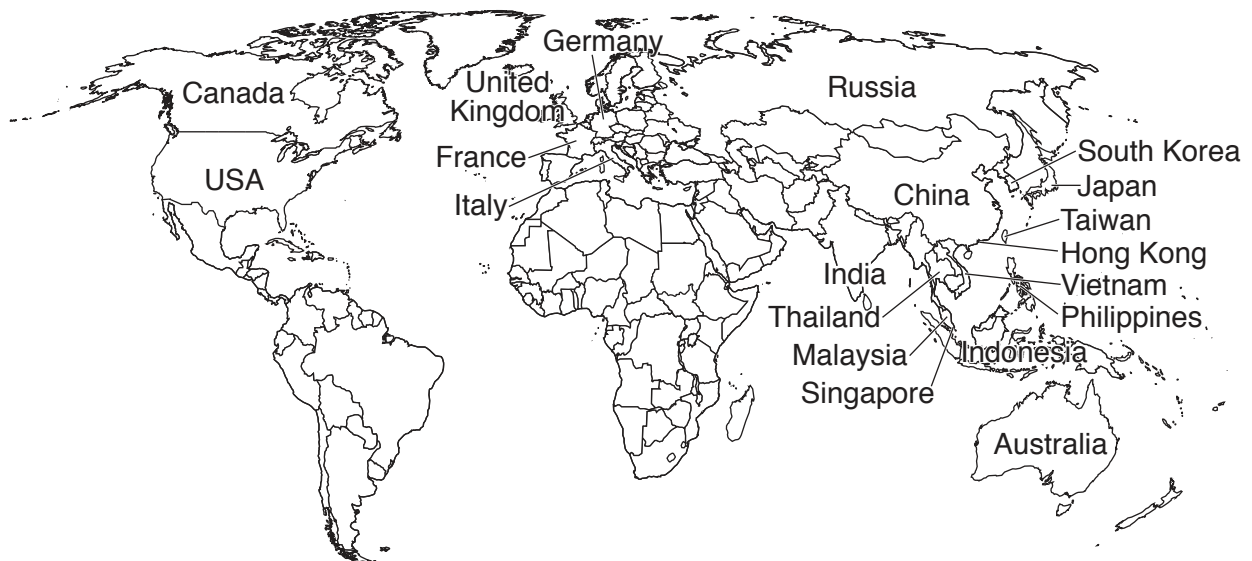 Germany
Canada
United
Kingdom
Russia
France
USA
Italy
South Korea
China
Japan
Taiwan
Hong Kong
India
Vietnam
Thailand
Philippines
Malaysia
Indonesia
Singapore
Australia